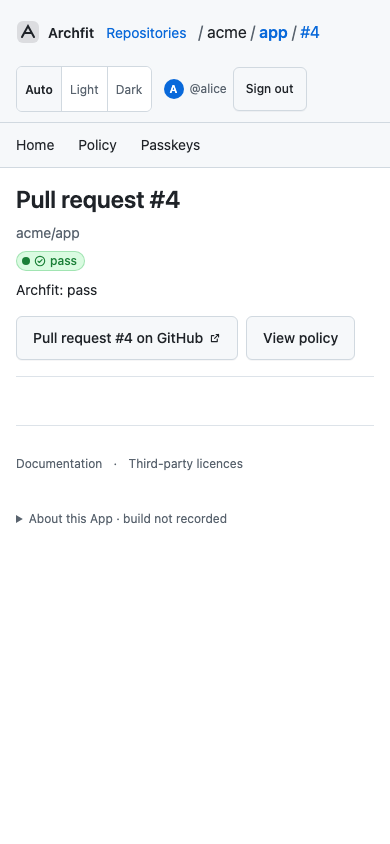 Archfit Repositories / acme / app / #4
Auto Light Dark A @alice Sign out
Home Policy Passkeys
Pull request #4
acme/app
pass
Archfit: pass
Pull request #4 on GitHub View policy
Documentation · Third-party licences
About this App · build not recorded